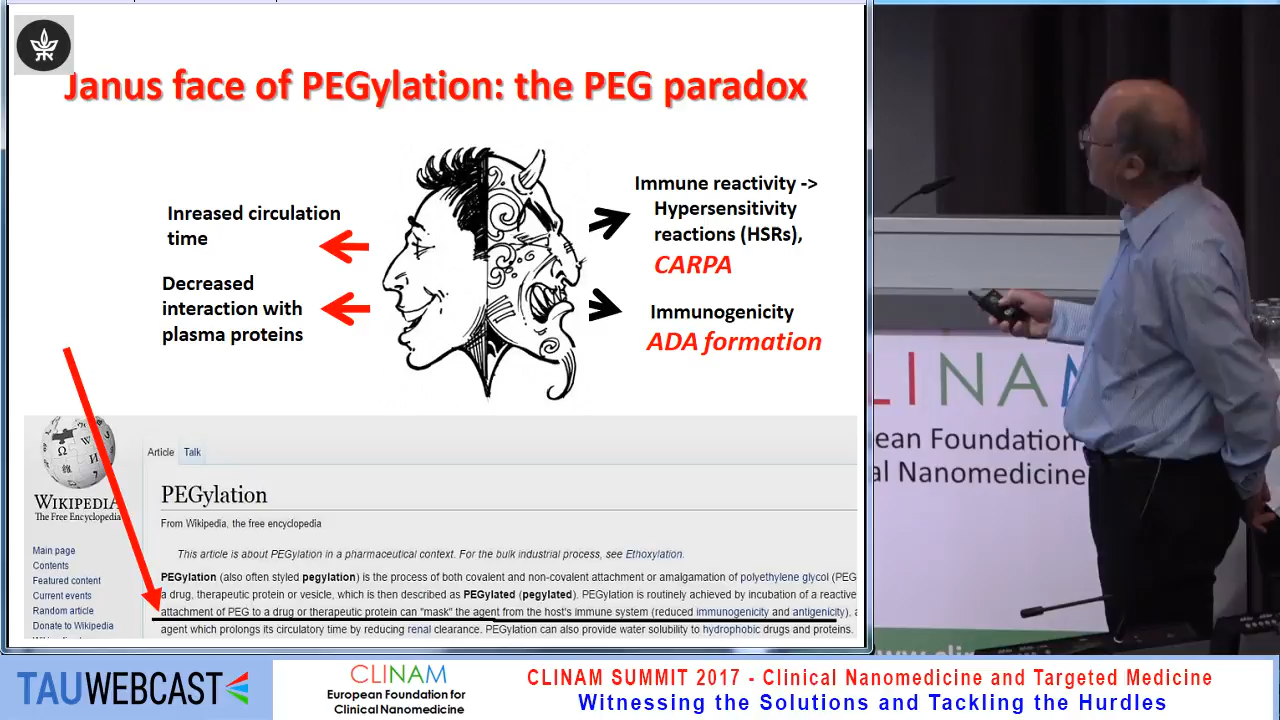 Janus face of PEGylation: the PEG paradox
Inreased circulation
time
Decreased
interaction with
plasma proteins
Immune reactivity ->
Hypersensitivity
reactions (HSRs),
CARPA
Immunogenicity
ADA formation
WIKIPEDIA
The Free Encyclopedia
Main page
Contents
Featured content
Current events
Random article
Donate to Wikipedia
Article Talk
PEGylation
From Wikipedia, the free encyclopedia
This article is about PEGylation in a pharmaceutical context. For the bulk industrial process, see Ethoxylation.
PEGylation (also often styled pegylation) is the process of both covalent and non-covalent attachment or amalgamation of polyethylene glycol (PEG
a drug, therapeutic protein or vesicle, which is then described as PEGylated (pegylated). PEGylation is routinely achieved by incubation of a reactive
attachment of PEG to a drug or therapeutic protein can "mask" the agent from the host's immune system (reduced immunogenicity and antigenicity).
agent which prolongs its circulatory time by reducing renal clearance. PEGylation can also provide water solubility to hydrophobic drugs and proteins.
LINAM
ean Foundation
al Nanomedicine
TAUWEBCAST
CLINAM
European Foundation for
Clinical Nanomedicine
CLINAM SUMMIT 2017 - Clinical Nanomedicine and Targeted Medicine
Witnessing the Solutions and Tackling the Hurdles